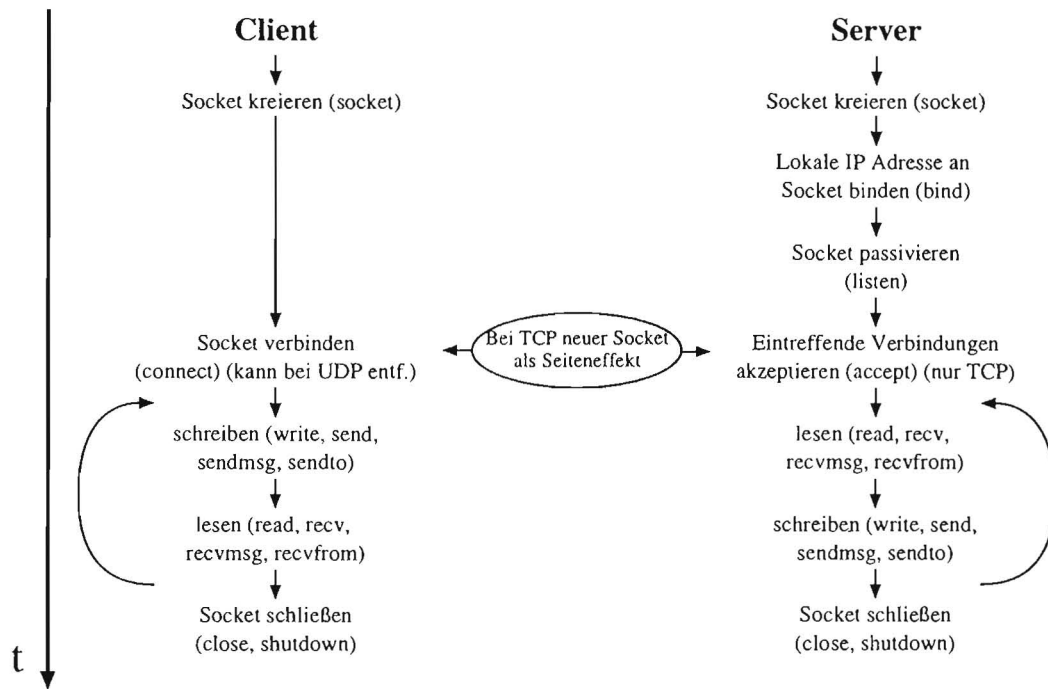 Client
Socket kreieren (socket)
Socket verbinden
(connect) (kann bei UDP entf.)
schreiben (write, send,
sendmsg, sendto)
lesen (read, recv,
recvmsg, recvfrom)
Socket schließen
(close, shutdown)
Bei TCP neuer Socket
als Seiteneffekt
Server
Socket kreieren (socket)
Lokale IP Adresse an
Socket binden (bind)
Socket passivieren
(listen)
Eintreffende Verbindungen
akzeptieren (accept) (nur TCP)
lesen (read, recv,
recvmsg, recvfrom)
schreiben (write, send,
sendmsg, sendto)
Socket schließen
(close, shutdown)
t